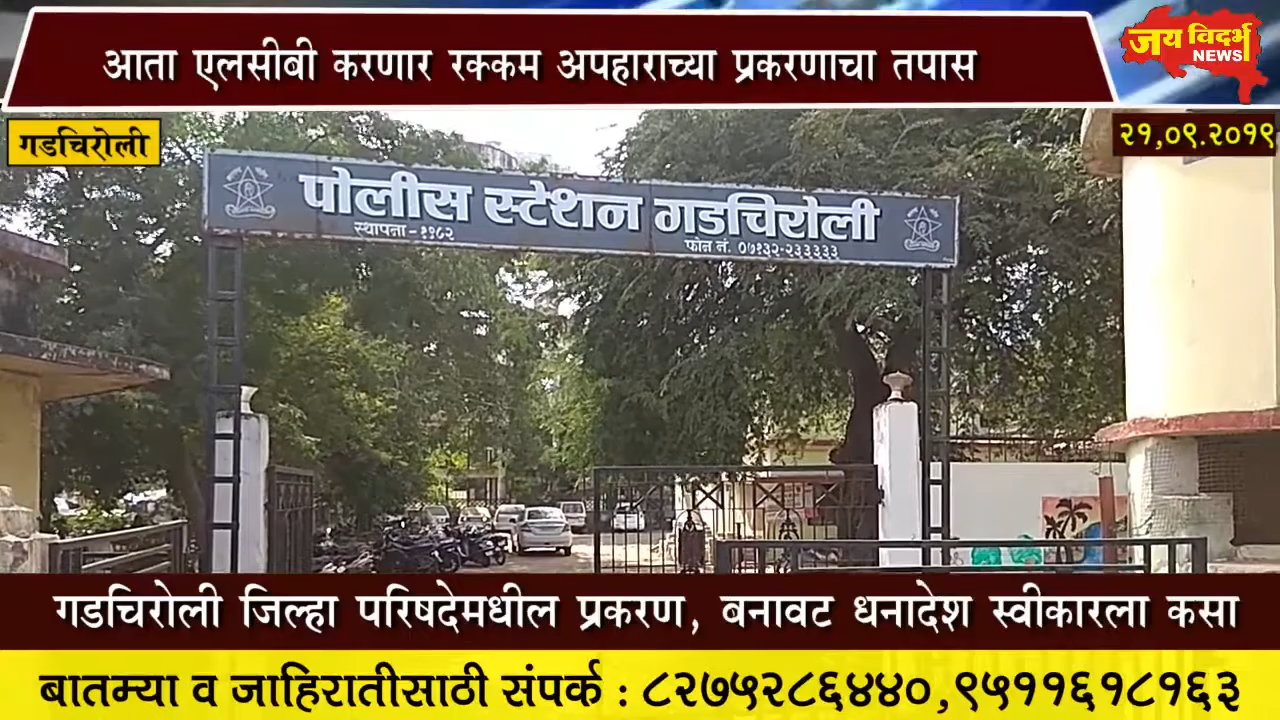 आता एलसीबी करणार रक्कम अपहाराच्या प्रकरणाचा तपास
जय विदर्भ
NEWS
गडचिरोली
२१,०९.२०१९
पोलीस स्टेशन गडचिरोली
स्थापना - १९०२
फोन नं. ०७१३२-२३३३३३
गडचिरोली जिल्हा परिषदेमधील प्रकरण, बनावट धनादेश स्वीकारला कसा
बातम्या व जाहिरातीसाठी संपर्क : ८२७५२८६४४०,९५११६१८१६३